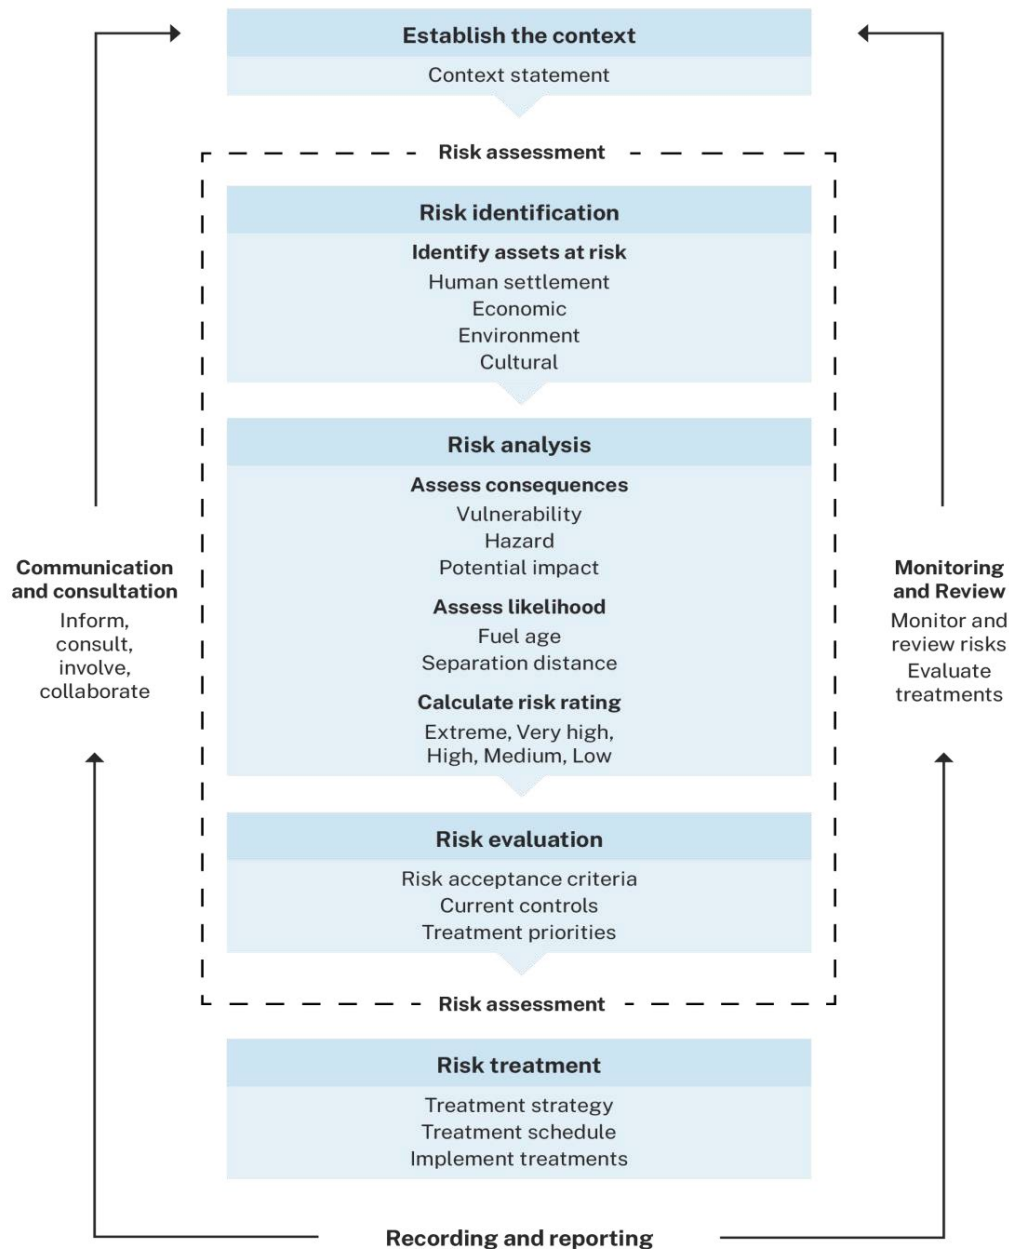 Establish the context
Context statement
Risk assessment
Risk identification
Identify assets at risk
Human settlement
Economic
Environment
Cultural
Risk analysis
Assess consequences
Vulnerability
Hazard
Potential impact
Assess likelihood
Fuel age
Separation distance
Calculate risk rating
Extreme, Very high,
High, Medium, Low
Risk evaluation
Risk acceptance criteria
Current controls
Treatment priorities
Risk assessment
Risk treatment
Treatment strategy
Treatment schedule
Implement treatments
Communication
and consultation
Inform,
consult,
involve,
collaborate
Monitoring
and Review
Monitor and
review risks
Evaluate
treatments
Recording and reporting